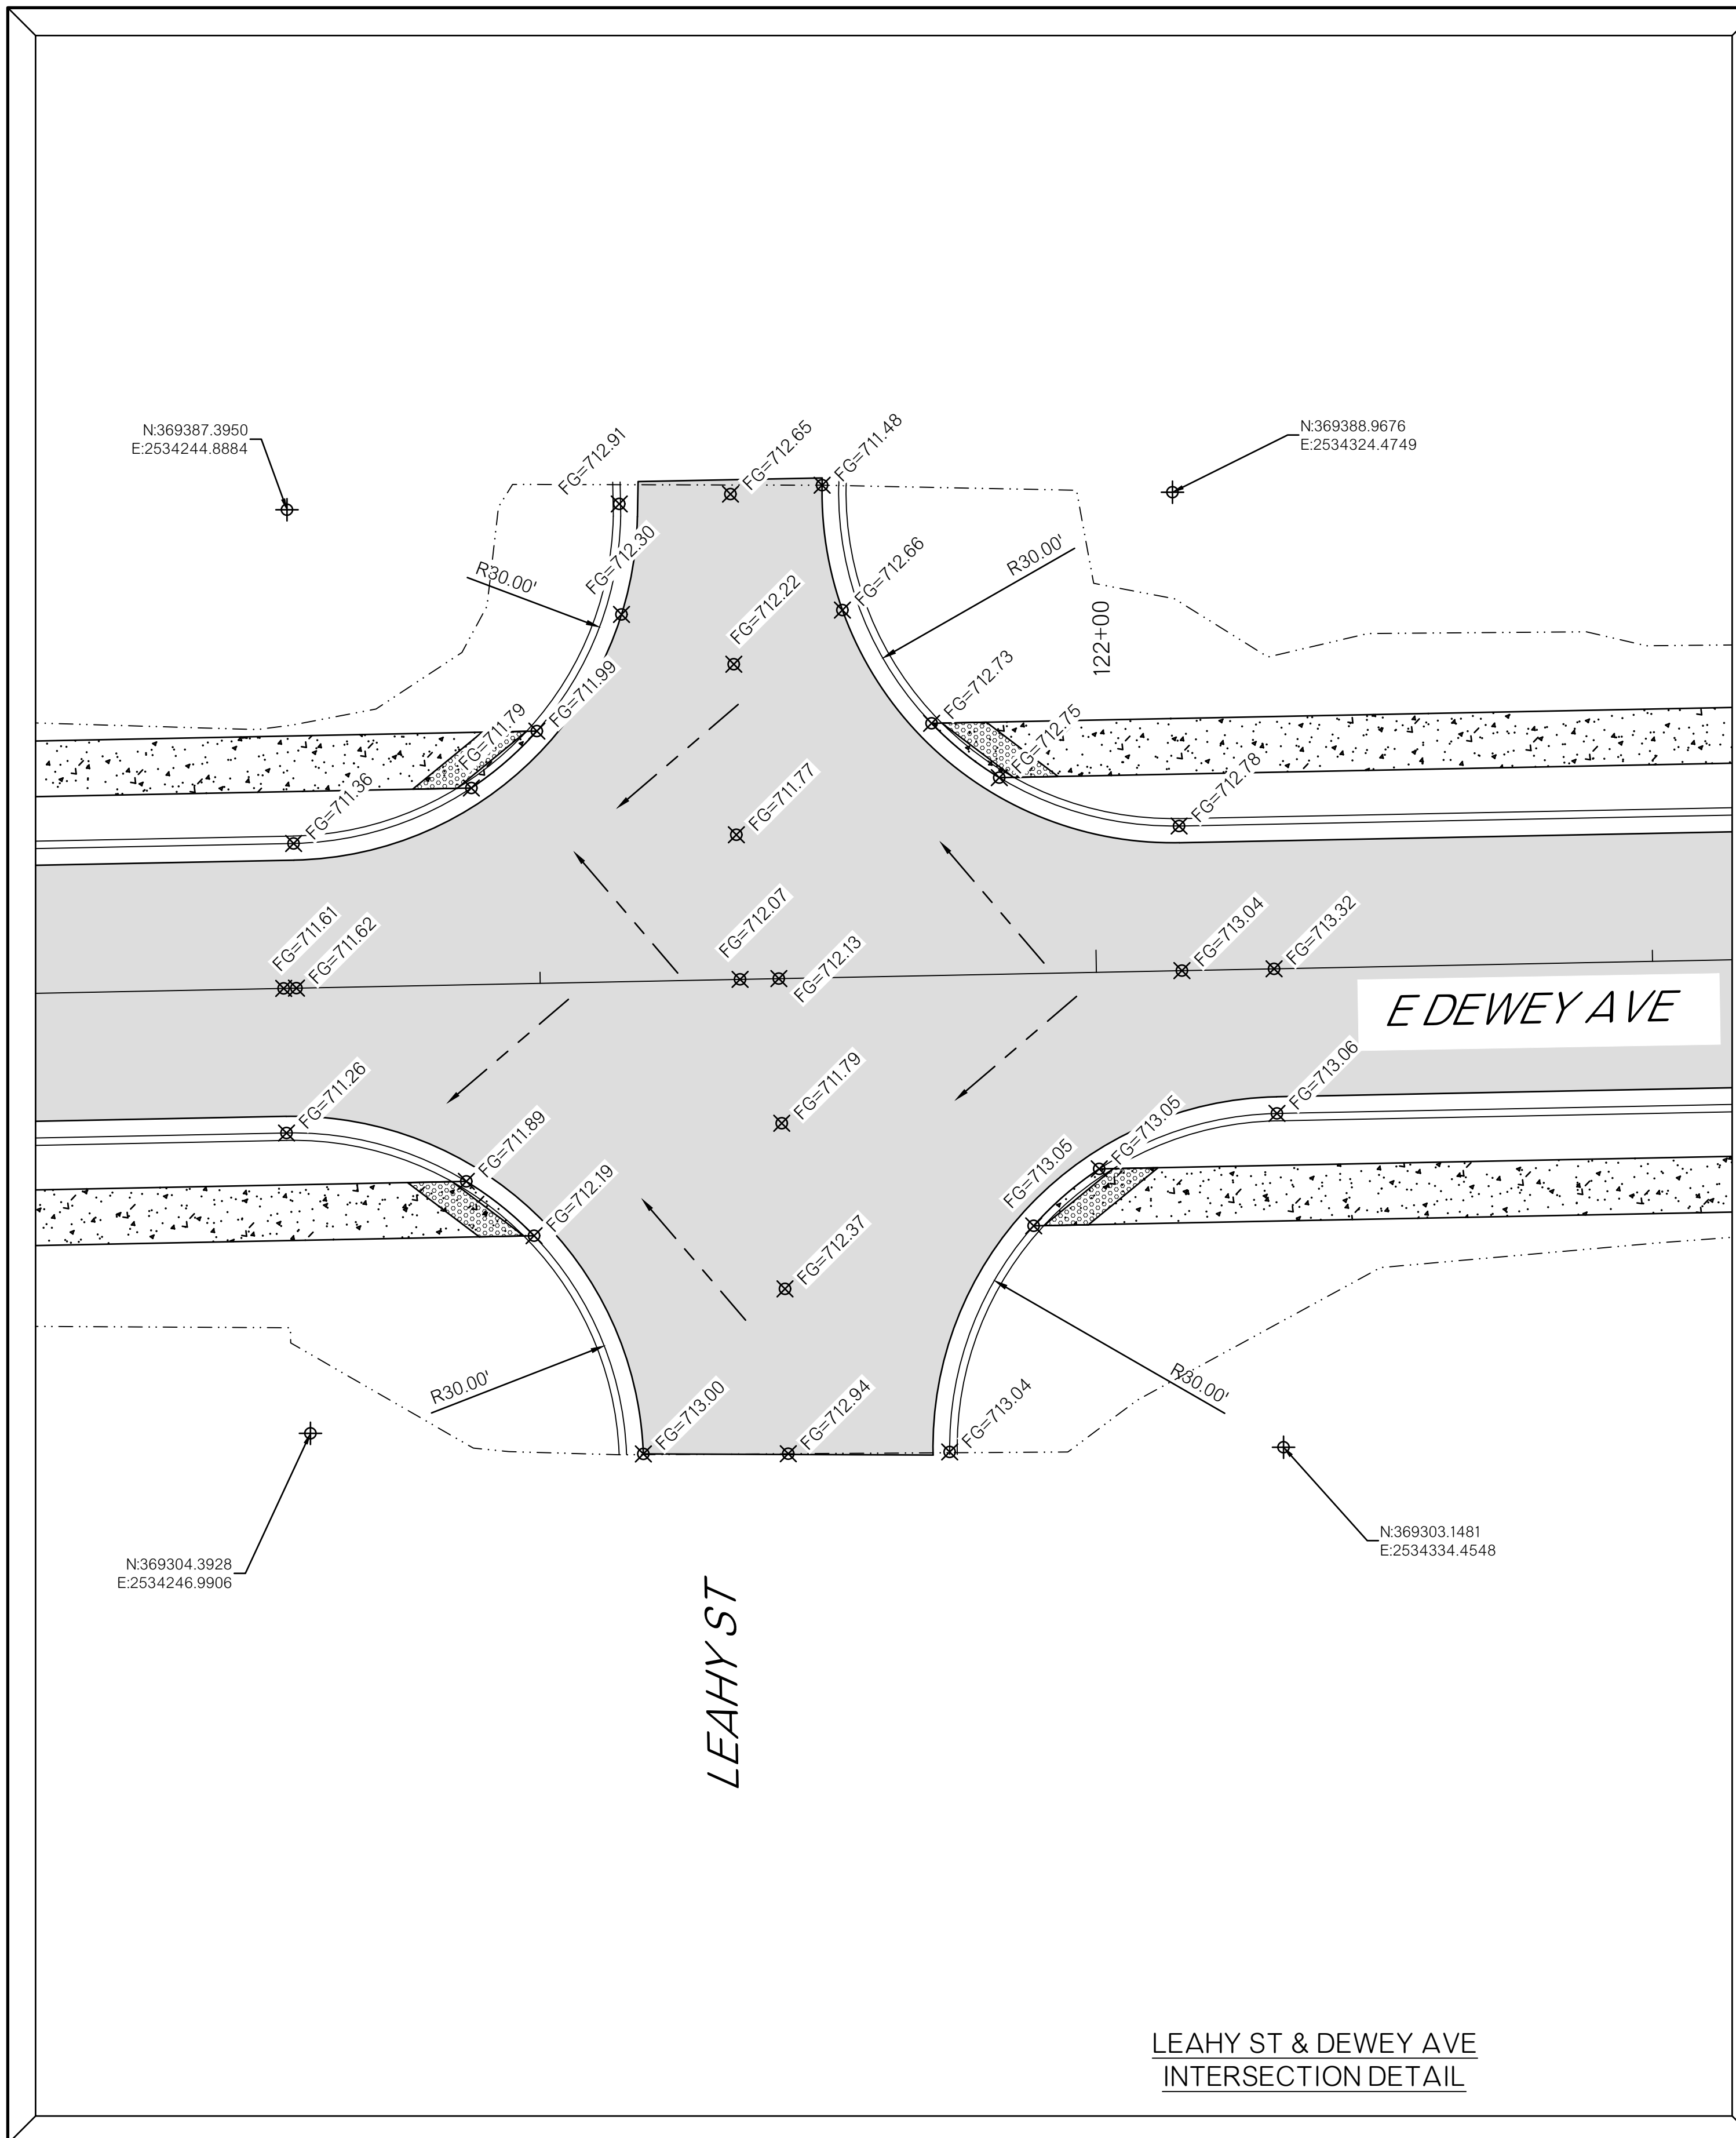 N:369387.3950
E:2534244.8884
FG=712.91
FG=712.65
FG=711.48
N:369388.9676
E:2534324.4749
R30.00'
FG=712.30
FG=712.22
FG=712.66
R30.00'
122+00
FG=711.99
FG=712.73
FG=711.79
FG=712.75
FG=711.36
FG=711.77
FG=712.78
FG=711.61
FG=711.62
FG=712.07
FG=712.13
FG=713.04
FG=713.32
E DEWEY AVE
FG=711.26
FG=711.79
FG=713.06
FG=711.89
FG=713.05
FG=712.19
FG=713.05
FG=712.37
R30.00'
R30.00'
FG=713.00
FG=712.94
FG=713.04
N:369304.3928
E:2534246.9906
N:369303.1481
E:2534334.4548
LEAHY ST
LEAHY ST & DEWEY AVE
INTERSECTION DETAIL